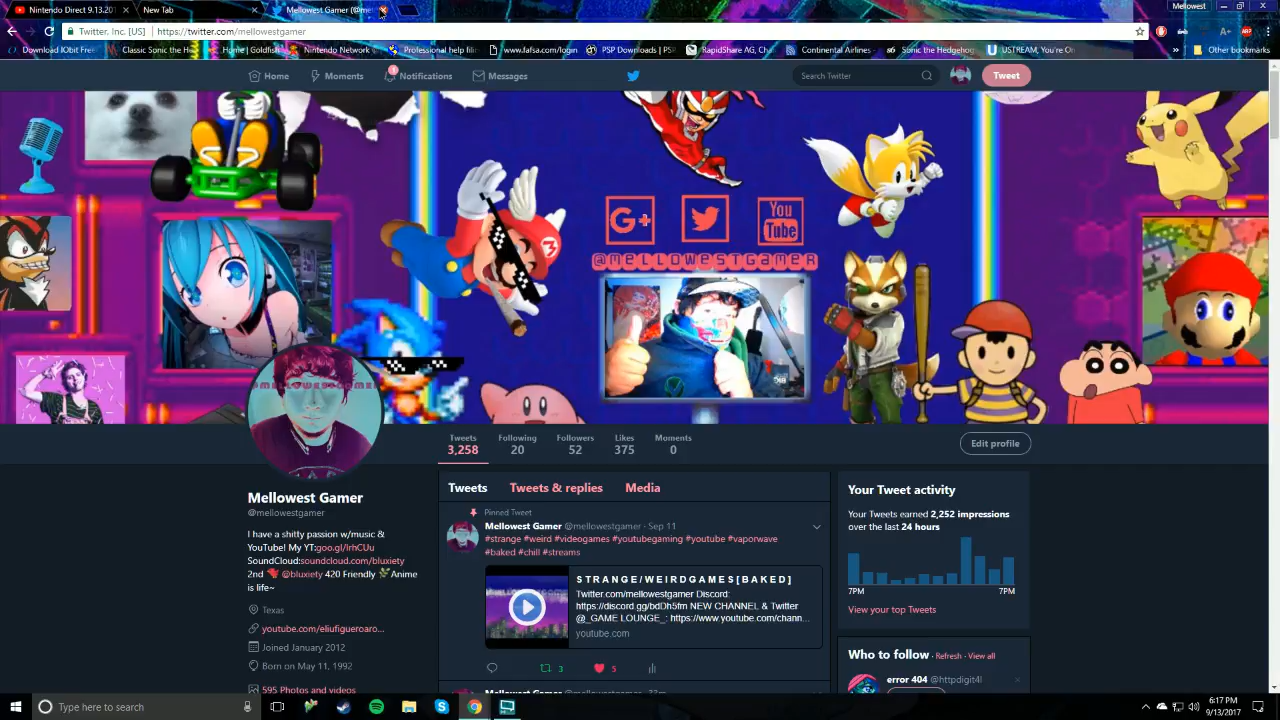 Nintendo Direct 9.13.20
New Tab
Mellowest Gamer (@me
Mellowest
Twitter, Inc. [US]
https://twitter.com/mellowestgamer
Download IObit Free
Classic Sonic the H
Home | Goldfish
Nintendo Network
Professional help fili
www.fafsa.com/login
PSP Downloads | PSP
RapidShare AG, Cha
Continental Airlines
Sonic the Hedgehog
USTREAM, You're On
Other bookmarks
Home
Moments
1
Notifications
Messages
Search Twitter
Tweet
G+
You
Tube
@MELLOWESTGAMER
Tweets
Following
Followers
Likes
Moments
3,258
20
52
375
0
Edit profile
Mellowest Gamer
@mellowestgamer
I have a shitty passion w/music &
YouTube! My YT:goo.gl/IrhCUu
SoundCloud:soundcloud.com/bluxiety
2nd @bluxiety 420 Friendly Anime
is life~
Texas
youtube.com/eliufigueroaro...
Joined January 2012
Born on May 11, 1992
595 Photos and videos
Tweets
Tweets & replies
Media
Pinned Tweet
Mellowest Gamer @mellowestgamer · Sep 11
#strange #weird #videogames #youtubegaming #youtube #vaporwave
#baked #chill #streams
S T R A N G E / W E I R D G A M E S [ B A K E D ]
Twitter.com/mellowestgamer Discord:
https://discord.gg/bdDh5fm NEW CHANNEL & Twitter
@_GAME LOUNGE_: https://www.youtube.com/chann...
youtube.com
3
5
Mellowest Gamer @mellowestgamer · 33m
Your Tweet activity
Your Tweets earned 2,252 impressions
over the last 24 hours
7PM
7PM
View your top Tweets
Who to follow · Refresh · View all
error 404 @httpdigit4l
Type here to search
6:17 PM
9/13/2017